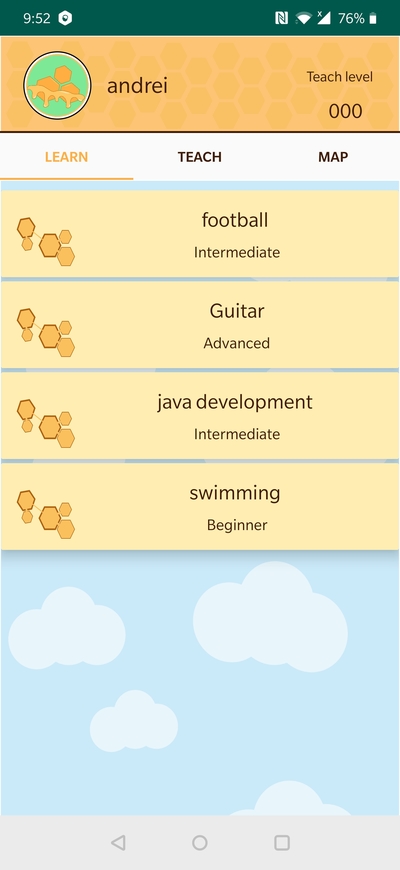 9:52
76%
andrei
Teach level
000
LEARN
TEACH
MAP
football
Intermediate
Guitar
Advanced
java development
Intermediate
swimming
Beginner